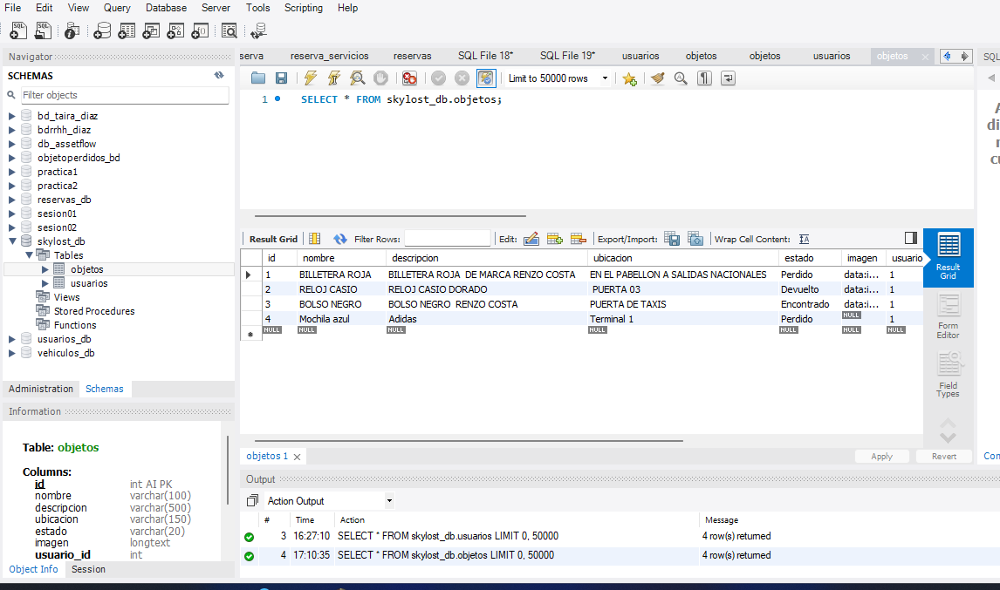 File Edit View Query Database Server Tools Scripting Help
Navigator
SCHEMAS
Filter objects
bd_taira_diaz
bdrrhh_diaz
db_assetflow
objetoperdidos_bd
practica1
practica2
reservas_db
sesion01
sesion02
skylost_db
Tables
objetos
usuarios
Views
Stored Procedures
Functions
usuarios_db
vehiculos_db
Administration Schemas
Information
Table: objetos
Columns:
id int AI PK
nombre varchar(100)
descripcion varchar(500)
ubicacion varchar(150)
estado varchar(20)
imagen longtext
usuario_id int
Object Info Session
serva reserva_servicios reservas SQL File 18* SQL File 19* usuarios objetos objetos usuarios objetos SQL
Limit to 50000 rows
1 SELECT * FROM skylost_db.objetos;
Result Grid Filter Rows: Edit: Export/Import: Wrap Cell Content:
id nombre descripcion ubicacion estado imagen usuario
1 BILLETERA ROJA BILLETERA ROJA DE MARCA RENZO COSTA EN EL PABELLON A SALIDAS NACIONALES Perdido data:i... 1
2 RELOJ CASIO RELOJ CASIO DORADO PUERTA 03 Devuelto data:i... 1
3 BOLSO NEGRO BOLSO NEGRO RENZO COSTA PUERTA DE TAXIS Encontrado data:i... 1
4 Mochila azul Adidas Terminal 1 Perdido NULL 1
NULL NULL NULL NULL NULL NULL NULL
Result
Grid
Form
Editor
Field
Types
objetos 1 Apply Revert
Output
Action Output
# Time Action Message
3 16:27:10 SELECT * FROM skylost_db.usuarios LIMIT 0, 50000 4 row(s) returned
4 17:10:35 SELECT * FROM skylost_db.objetos LIMIT 0, 50000 4 row(s) returned